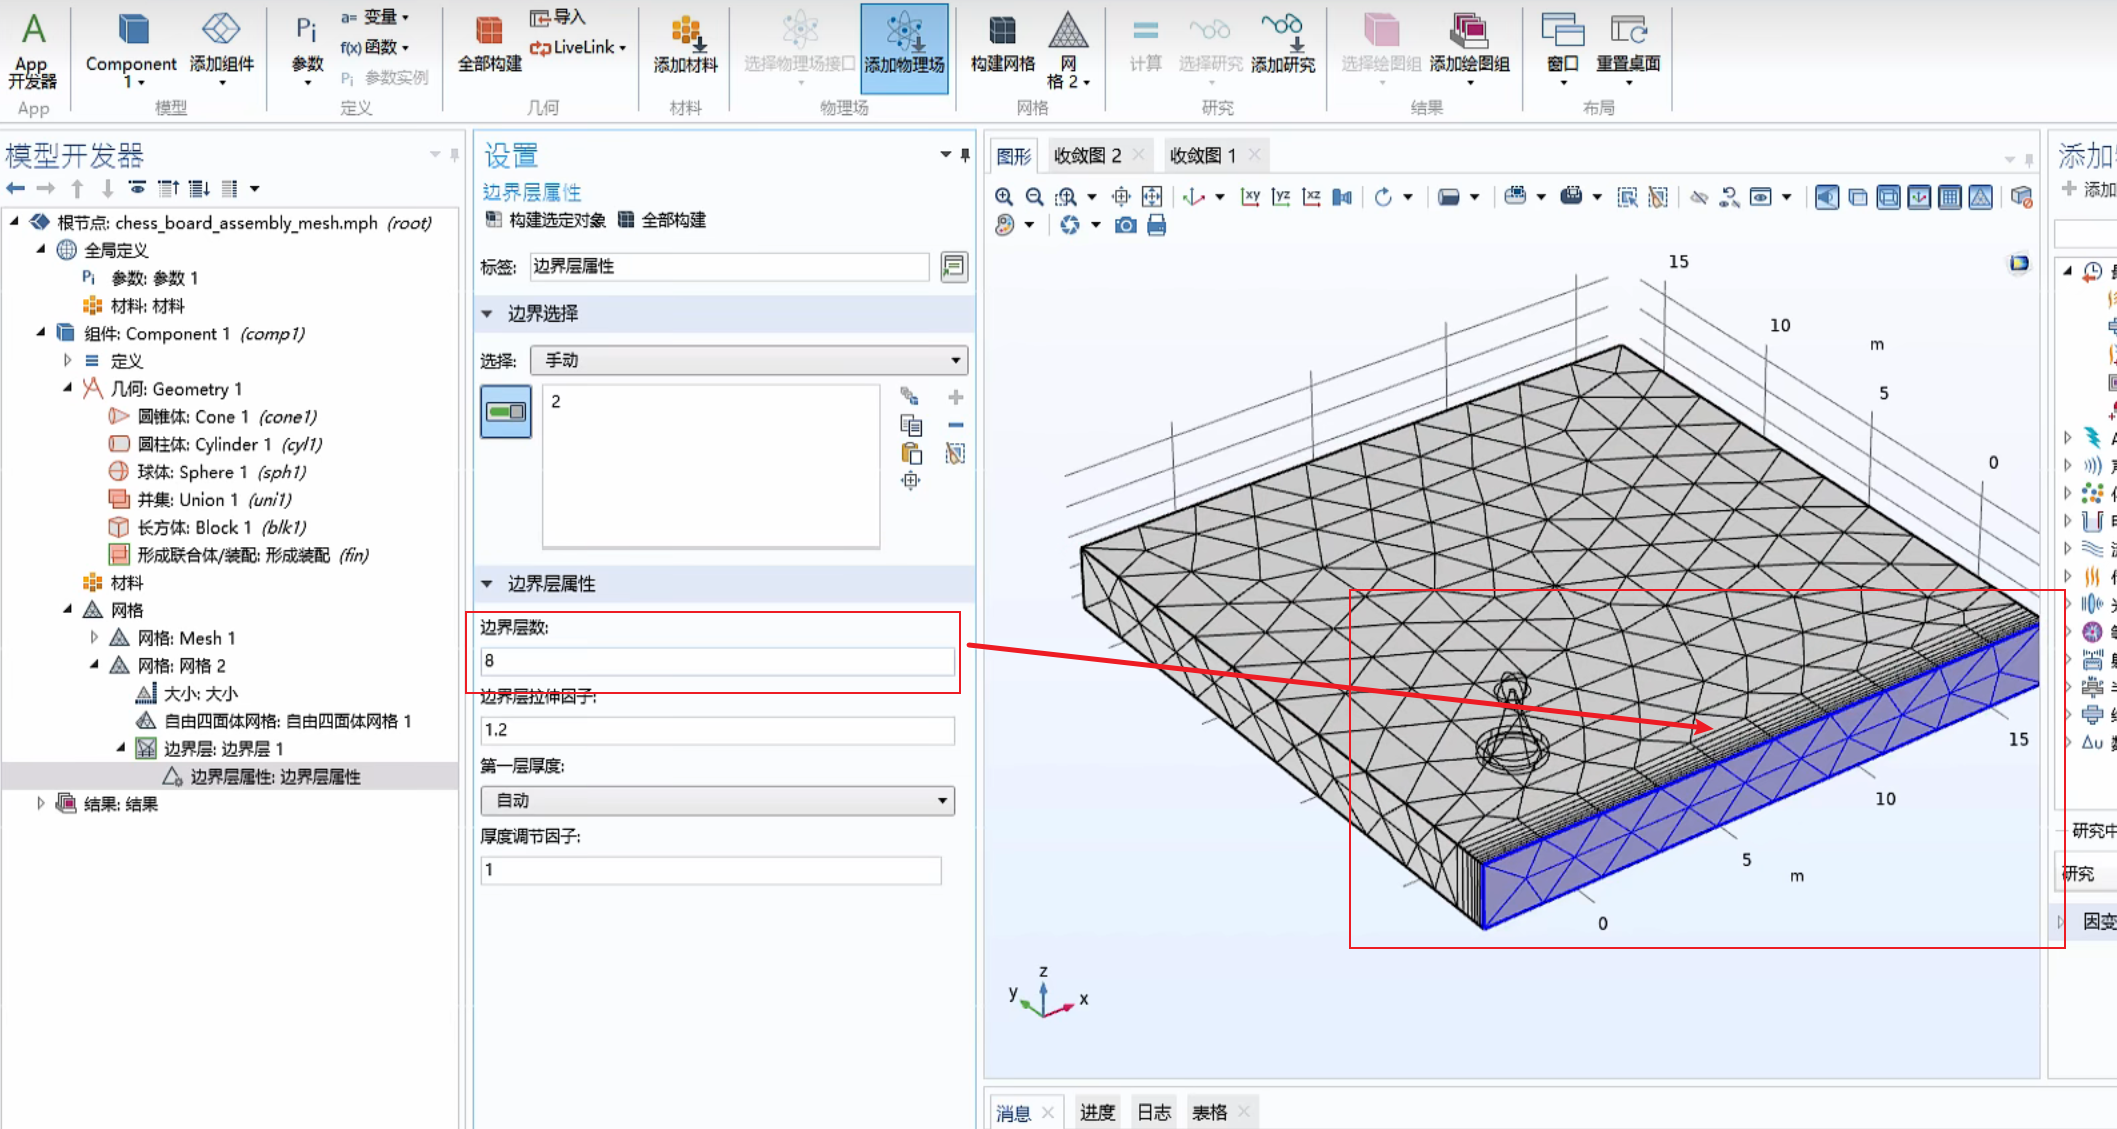 App
开发器
App
Component
1
添加组件
模型
Pi
参数
a= 变量
f(x) 函数
Pi 参数实例
定义
全部构建
导入
LiveLink
几何
添加材料
材料
选择物理场接口
添加物理场
物理场
构建网格
网
格 2
网格
计算
选择研究
添加研究
研究
选择绘图组
添加绘图组
结果
窗口
重置桌面
布局
模型开发器
根节点: chess_board_assembly_mesh.mph (root)
全局定义
Pi 参数: 参数 1
材料: 材料
组件: Component 1 (comp1)
定义
几何: Geometry 1
圆锥体: Cone 1 (cone1)
圆柱体: Cylinder 1 (cyl1)
球体: Sphere 1 (sph1)
并集: Union 1 (uni1)
长方体: Block 1 (blk1)
形成联合体/装配: 形成装配 (fin)
材料
网格
网格: Mesh 1
网格: 网格 2
大小: 大小
自由四面体网格: 自由四面体网格 1
边界层: 边界层 1
边界层属性: 边界层属性
结果: 结果
设置
边界层属性
构建选定对象 全部构建
标签: 边界层属性
边界选择
选择: 手动
2
边界层属性
边界层数:
8
边界层拉伸因子:
1.2
第一层厚度:
自动
厚度调节因子:
1
图形 收敛图 2 收敛图 1
xy yz xz
15
10
m
5
0
15
10
5
m
0
z
y
x
消息 进度 日志 表格
添加
添加
Δu
研究中
研究
因变